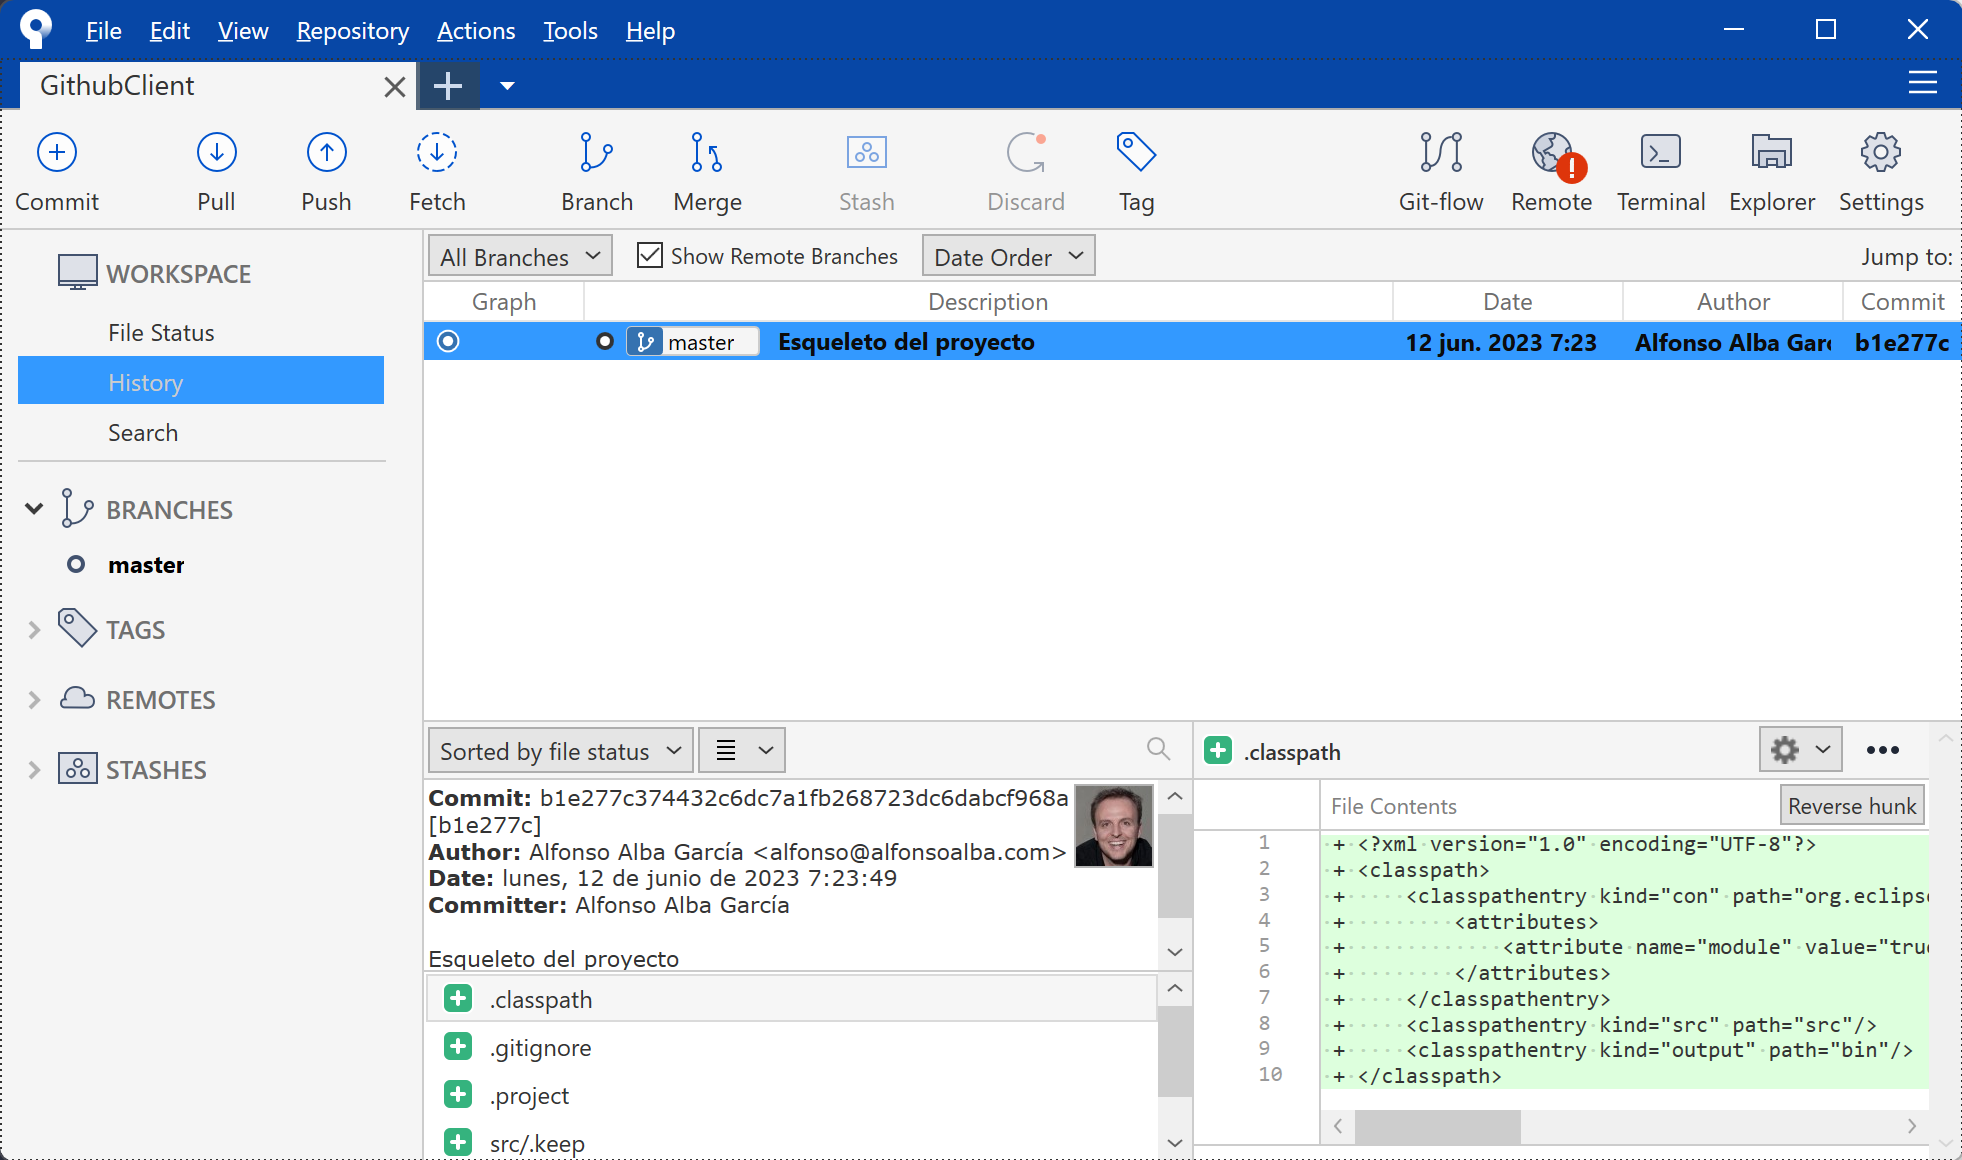 File Edit View Repository Actions Tools Help
GithubClient
Commit Pull Push Fetch Branch Merge Stash Discard Tag Git-flow Remote Terminal Explorer Settings
WORKSPACE
File Status
History
Search
BRANCHES
master
TAGS
REMOTES
STASHES
All Branches Show Remote Branches Date Order Jump to:
Graph Description Date Author Commit
master Esqueleto del proyecto 12 jun. 2023 7:23 Alfonso Alba Gar b1e277c
Sorted by file status
Commit: b1e277c374432c6dc7a1fb268723dc6dabcf968a
[b1e277c]
Author: Alfonso Alba García <alfonso@alfonsoalba.com>
Date: lunes, 12 de junio de 2023 7:23:49
Committer: Alfonso Alba García
Esqueleto del proyecto
.classpath
.gitignore
.project
src/.keep
.classpath
File Contents Reverse hunk
1 + <?xml version="1.0" encoding="UTF-8"?>
2 + <classpath>
3 + <classpathentry kind="con" path="org.eclips
4 + <attributes>
5 + <attribute name="module" value="tru
6 + </attributes>
7 + </classpathentry>
8 + <classpathentry kind="src" path="src"/>
9 + <classpathentry kind="output" path="bin"/>
10 + </classpath>